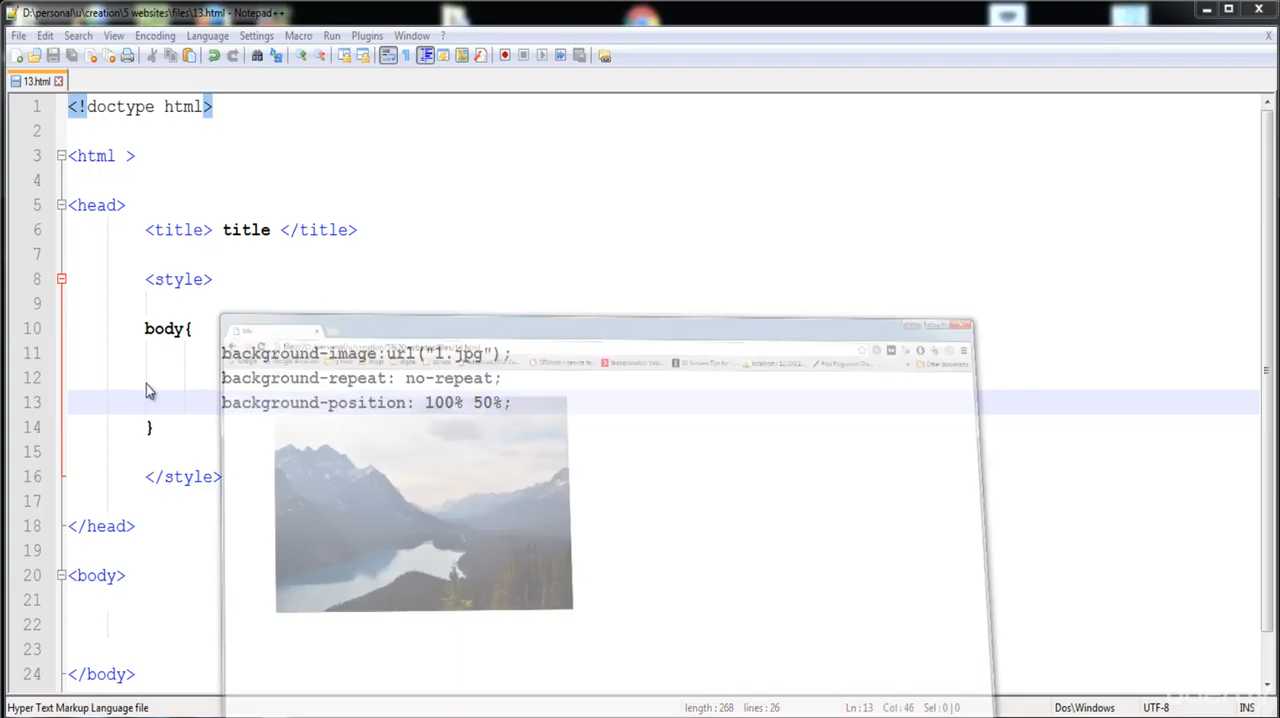 D:\personal\u\creation\5 websites\files\13.html - Notepad++
File Edit Search View Encoding Language Settings Macro Run Plugins Window ?
X
13.html
1 <!doctype html>
2
3 <html >
4
5 <head>
6 <title> title </title>
7
8 <style>
9
10 body{
title
11 background-image:url("1.jpg");
Other bookmarks
12 background-repeat: no-repeat;
13 background-position: 100% 50%;
14 }
15
16 </style>
17
18 </head>
19
20 <body>
21
22
23
24 </body>
Hyper Text Markup Language file length : 268 lines : 26 Ln : 13 Col : 46 Sel : 0 | 0 Dos\Windows UTF-8 INS